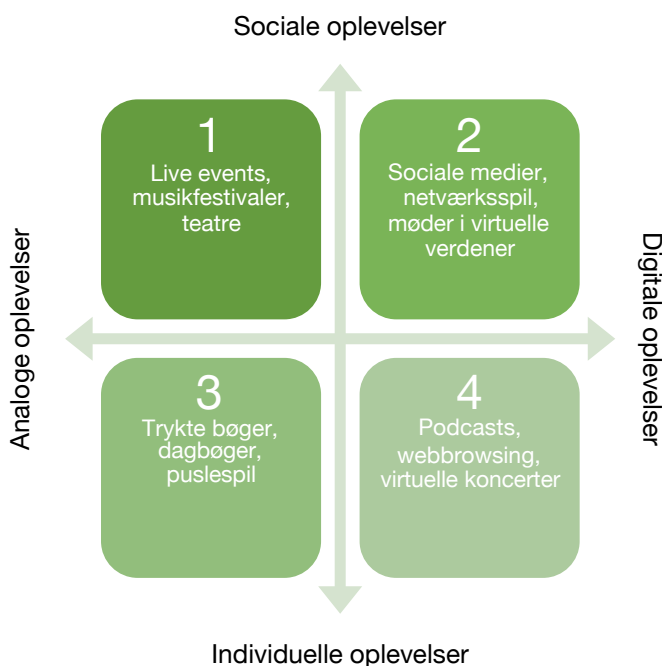 Sociale oplevelser
1
Live events,
musikfestivaler,
teatre
2
Sociale medier,
netværksspil,
møder i virtuelle
verdener
Analoge oplevelser
Digitale oplevelser
3
Trykte bøger,
dagbøger,
puslespil
4
Podcasts,
webbrowsing,
virtuelle koncerter
Individuelle oplevelser